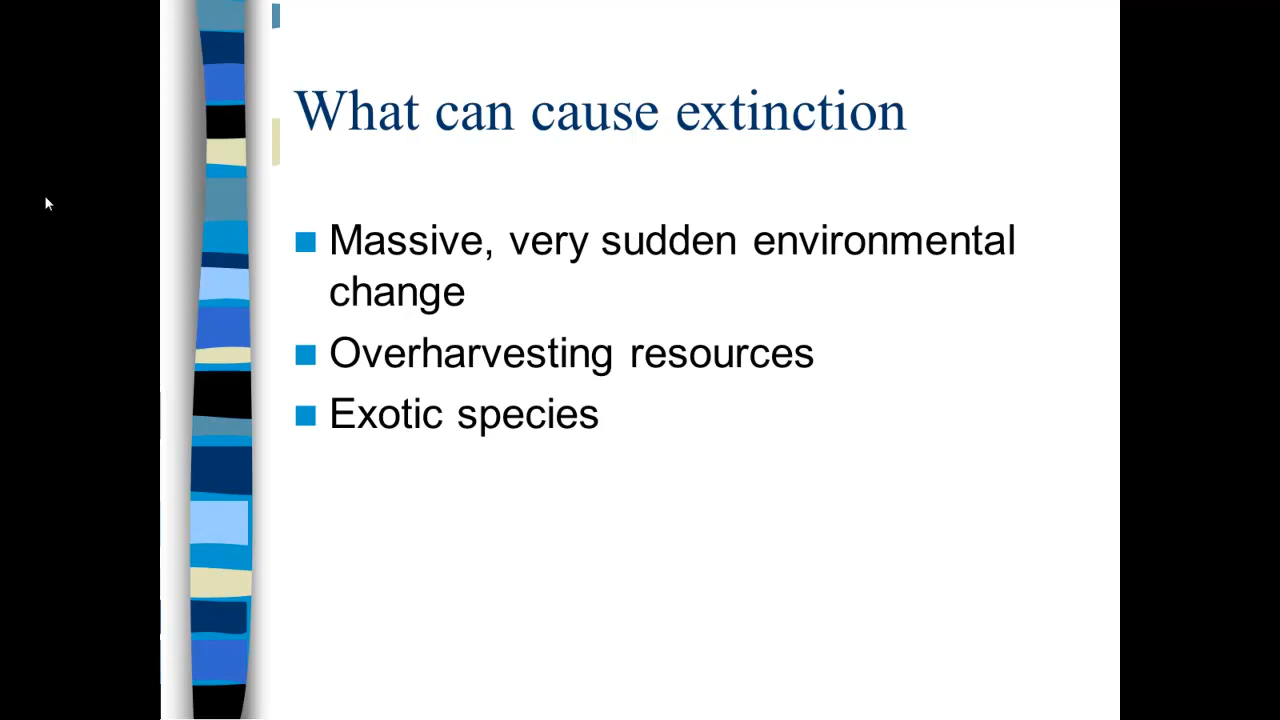 What can cause extinction
Massive, very sudden environmental
change
Overharvesting resources
Exotic species